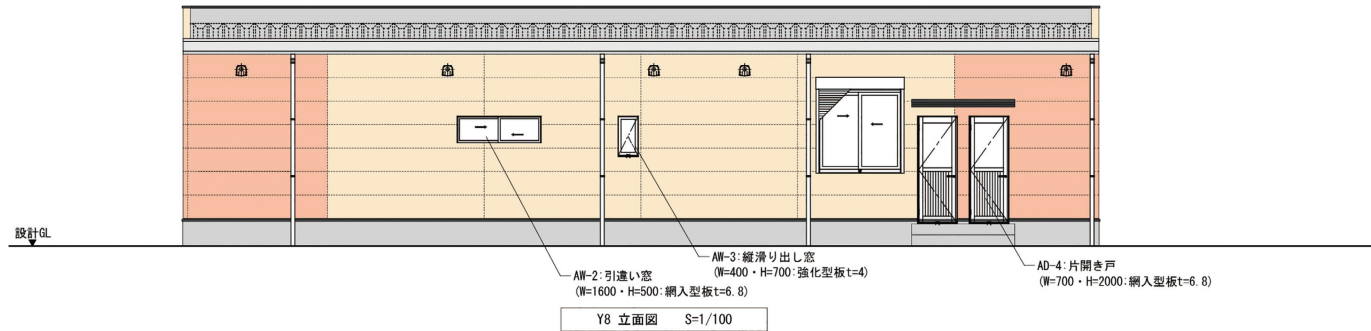 設計GL
AW-3:縦滑り出し窓
(W=400・H=700:強化型板t=4)
AW-2:引違い窓
(W=1600・H=500:網入型板t=6.8)
AD-4:片開き戸
(W=700・H=2000:網入型板t=6.8)
Y8 立面図 S=1/100